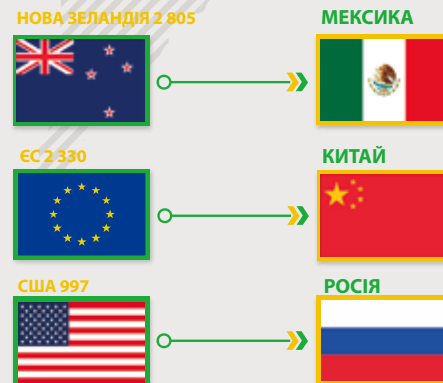 НОВА ЗЕЛАНДІЯ 2 805
МЕКСИКА
ЄС 2 330
КИТАЙ
США 997
РОСІЯ